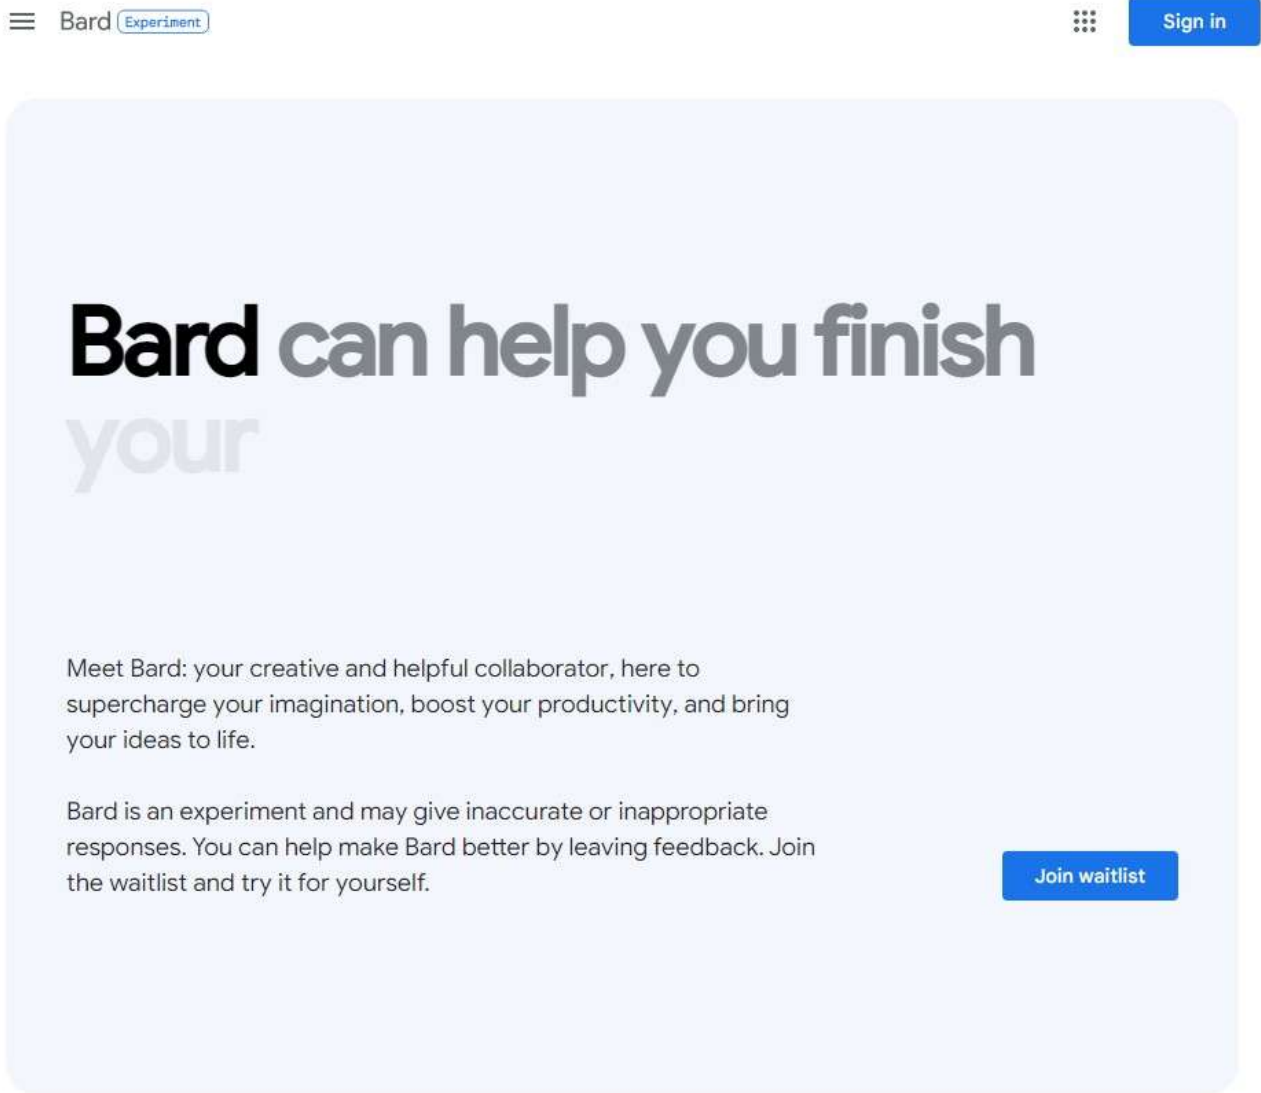 Bard Experiment
Sign in
Bard can help you finish
your
Meet Bard: your creative and helpful collaborator, here to
supercharge your imagination, boost your productivity, and bring
your ideas to life.
Bard is an experiment and may give inaccurate or inappropriate
responses. You can help make Bard better by leaving feedback. Join
the waitlist and try it for yourself.
Join waitlist